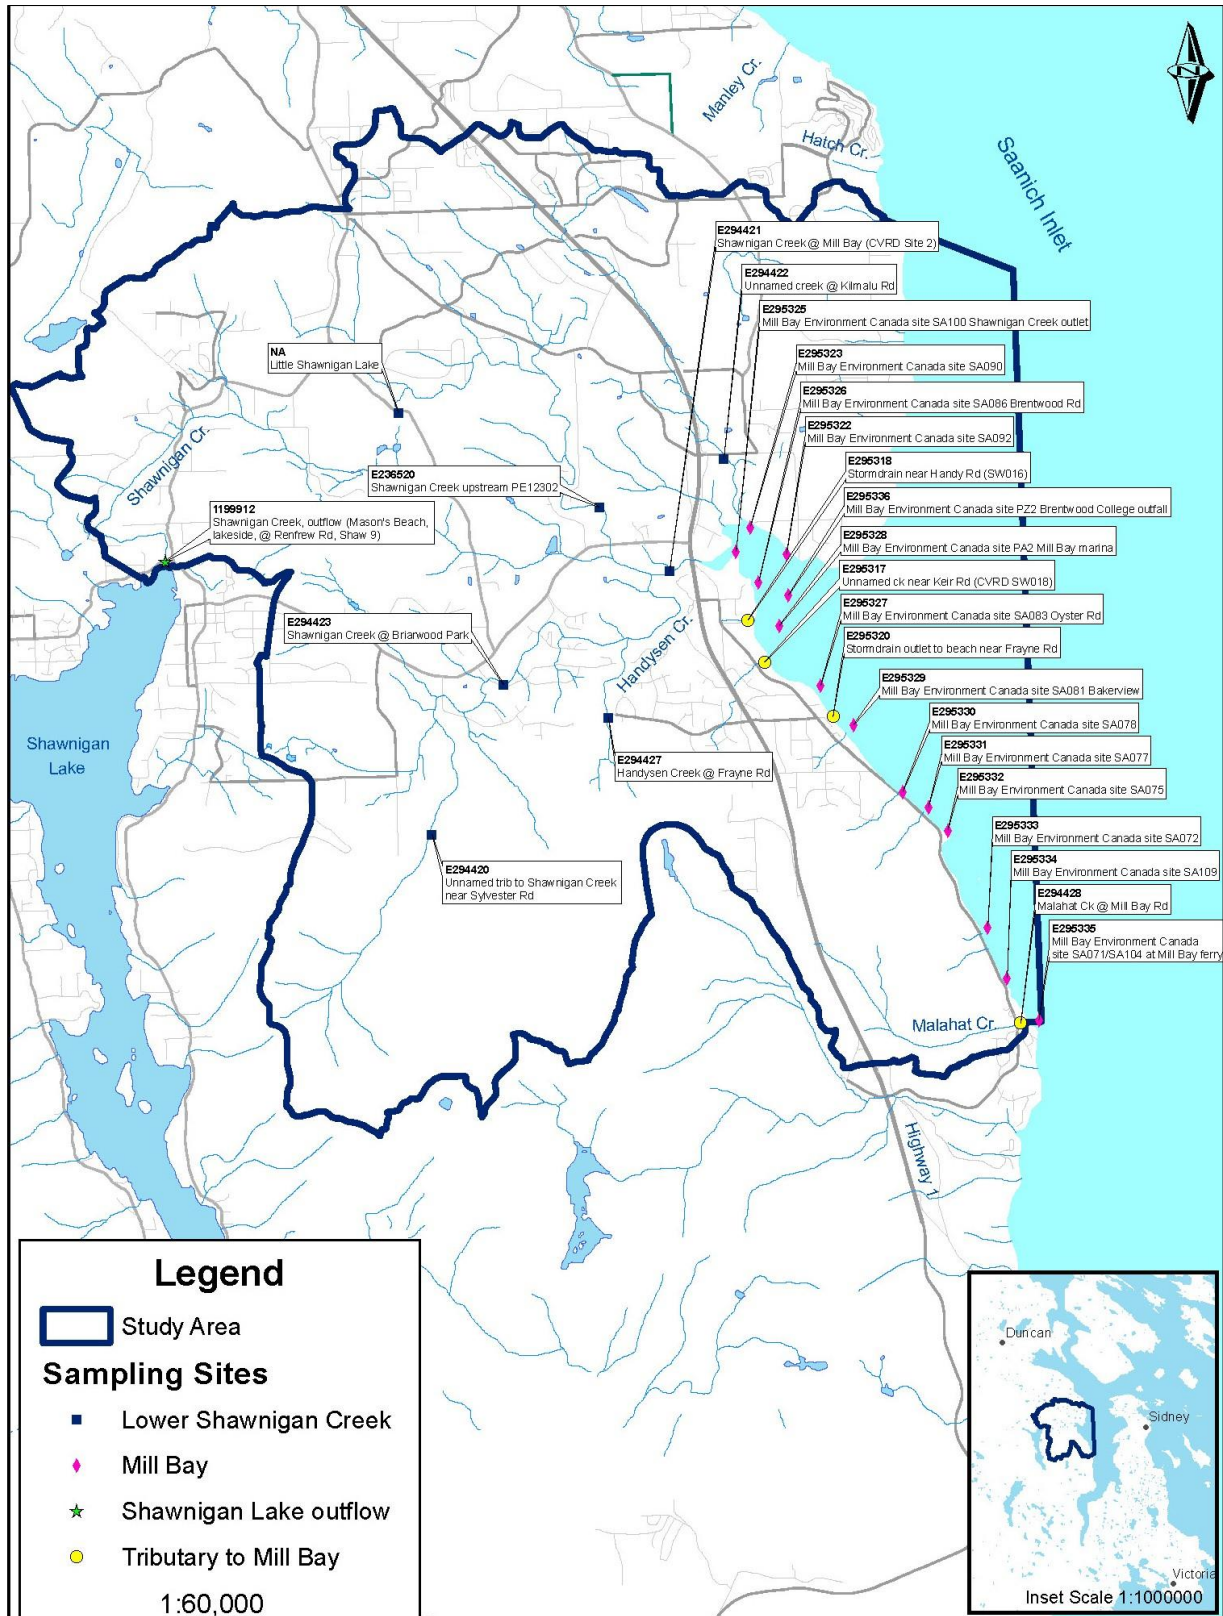 Manley Cr.
Hatch Cr.
Saanich Inlet
N
E294421
Shawnigan Creek @ Mill Bay (CVRD Site 2)
E294422
Unnamed creek @ Kilmalu Rd
E295325
Mill Bay Environment Canada site SA100 Shawnigan Creek outlet
NA
Little Shawnigan Lake
E295323
Mill Bay Environment Canada site SA090
E295326
Mill Bay Environment Canada site SA086 Brentwood Rd
E295322
Mill Bay Environment Canada site SA092
Shawnigan Cr.
E236520
Shawnigan Creek upstream PE12302
E295318
Stormdrain near Handy Rd (SW016)
1199912
Shawnigan Creek, outflow (Mason's Beach,
lakeside, @ Renfrew Rd, Shaw 9)
E295336
Mill Bay Environment Canada site PZ2 Brentwood College outfall
E295328
Mill Bay Environment Canada site PA2 Mill Bay marina
E295317
Unnamed ck near Keir Rd (CVRD SW018)
E294423
Shawnigan Creek @ Briarwood Park
Handysen Cr.
E295327
Mill Bay Environment Canada site SA083 Oyster Rd
E295320
Stormdrain outlet to beach near Frayne Rd
E295329
Mill Bay Environment Canada site SA081 Bakerview
E295330
Mill Bay Environment Canada site SA078
Shawnigan
Lake
E294427
Handysen Creek @ Frayne Rd
E295331
Mill Bay Environment Canada site SA077
E295332
Mill Bay Environment Canada site SA075
E295333
Mill Bay Environment Canada site SA072
E294420
Unnamed trib to Shawnigan Creek
near Sylvester Rd
E295334
Mill Bay Environment Canada site SA109
E294428
Malahat Ck @ Mill Bay Rd
E295335
Mill Bay Environment Canada
site SA071/SA104 at Mill Bay ferry
Malahat Cr.
Highway 1
Legend
Study Area
Sampling Sites
Lower Shawnigan Creek
Mill Bay
Shawnigan Lake outflow
Tributary to Mill Bay
1:60,000
Duncan
Sidney
Victoria
Inset Scale 1:1000000